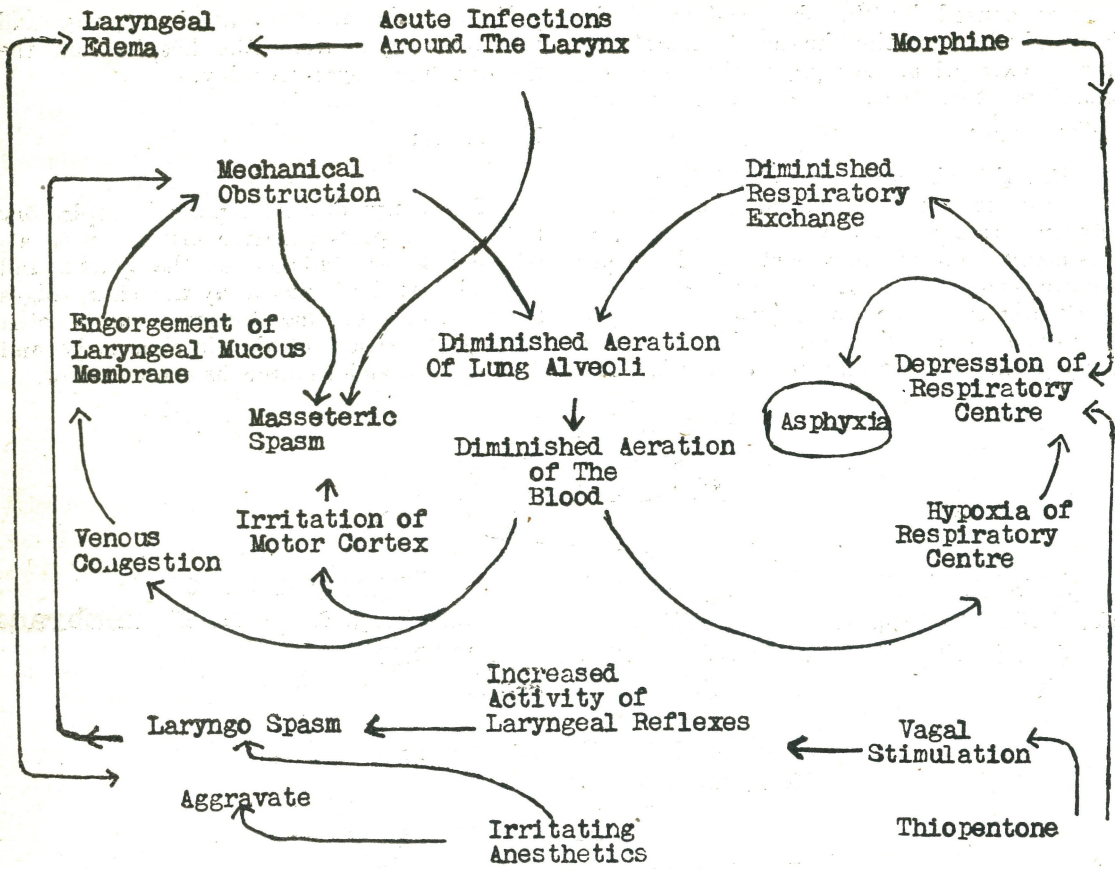 Laryngeal
Edema
Acute Infections
Around The Larynx
Morphine
Mechanical
Obstruction
Diminished
Respiratory
Exchange
Engorgement of
Laryngeal Mucous
Membrane
Diminished Aeration
Of Lung Alveoli
Depression of
Respiratory
Centre
Masseteric
Spasm
Asphyxia
Diminished Aeration
of The
Blood
Irritation of
Motor Cortex
Venous
Congestion
Hypoxia of
Respiratory
Centre
Increased
Activity of
Laryngeal Reflexes
Laryngo Spasm
Vagal
Stimulation
Aggravate
Irritating
Anesthetics
Thiopentone